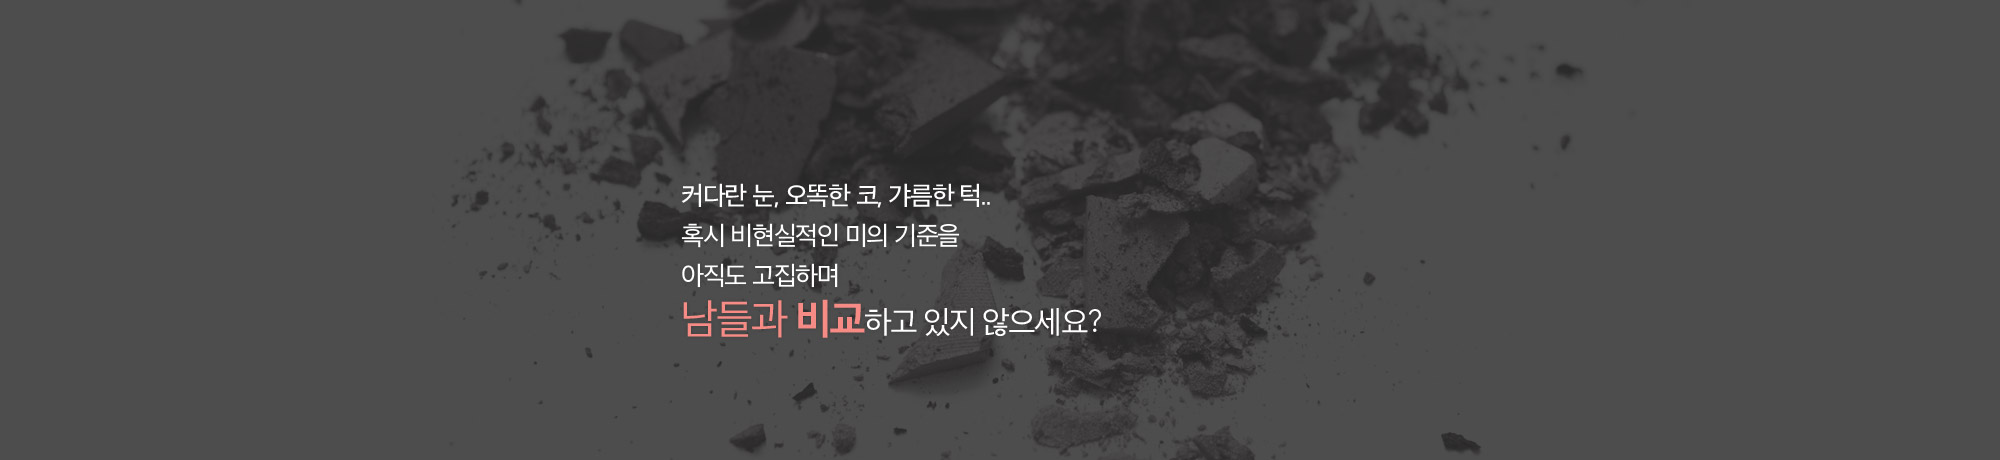 커다란 눈, 오똑한 코, 갸름한 턱..
혹시 비현실적인 미의 기준을
아직도 고집하며
남들과 비교하고 있지 않으세요?